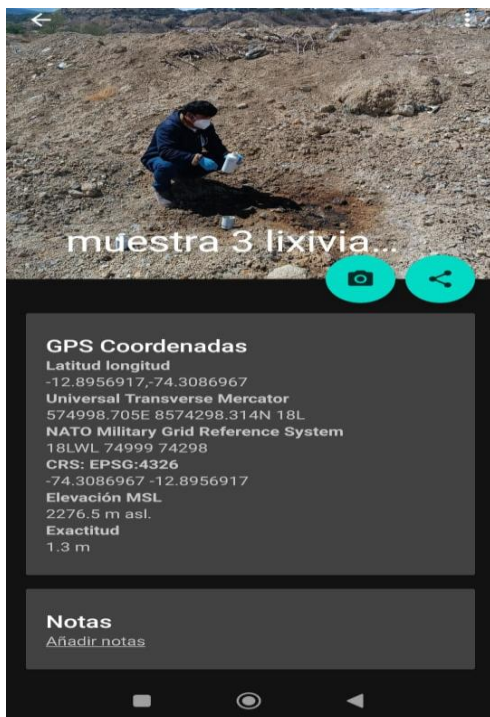 muestra 3 lixivia...
GPS Coordenadas
Latitud longitud
-12.8956917,-74.3086967
Universal Transverse Mercator
574998.705E 8574298.314N 18L
NATO Military Grid Reference System
18LWL 74999 74298
CRS: EPSG:4326
-74.3086967 -12.8956917
Elevación MSL
2276.5 m asl.
Exactitud
1.3 m
Notas
Añadir notas